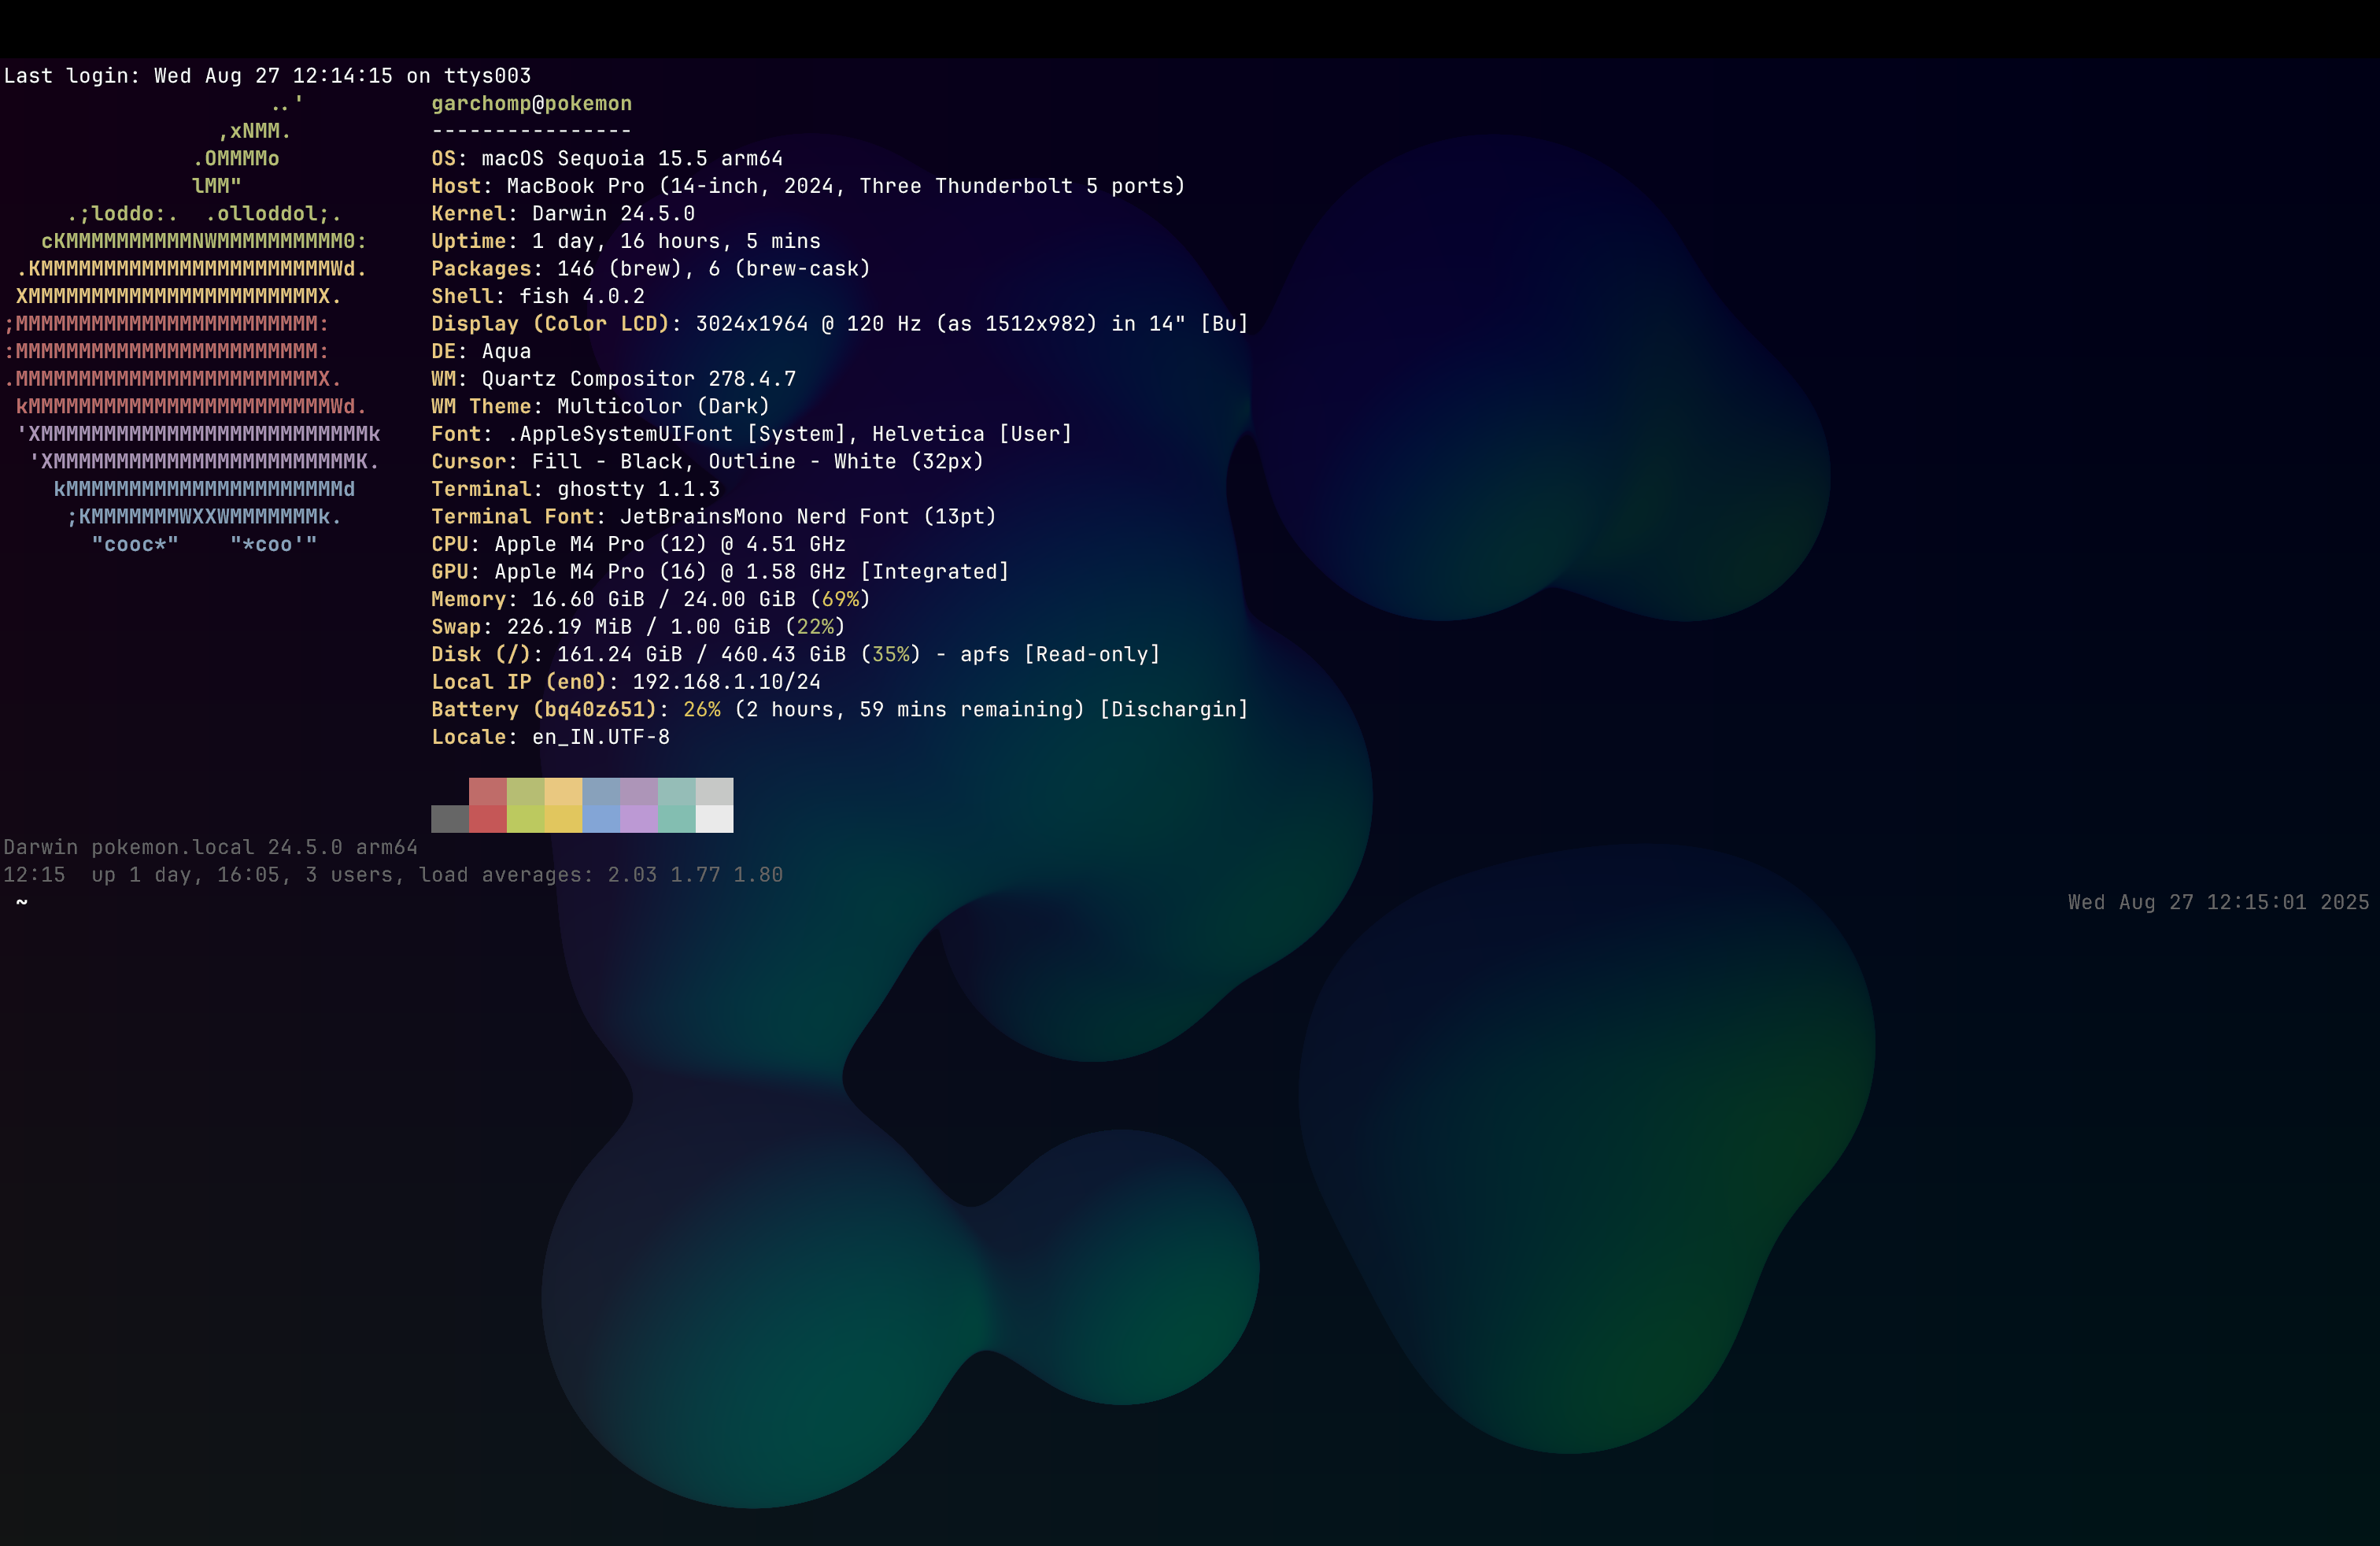 Last login: Wed Aug 27 12:14:15 on ttys003
                     ..'          garchomp@pokemon
                 ,xNMM.           ----------------
               .OMMMMo            OS: macOS Sequoia 15.5 arm64
               lMM"               Host: MacBook Pro (14-inch, 2024, Three Thunderbolt 5 ports)
     .;loddo:.  .olloddol;.       Kernel: Darwin 24.5.0
   cKMMMMMMMMMMNWMMMMMMMMMM0:     Uptime: 1 day, 16 hours, 5 mins
 .KMMMMMMMMMMMMMMMMMMMMMMMWd.     Packages: 146 (brew), 6 (brew-cask)
 XMMMMMMMMMMMMMMMMMMMMMMMX.       Shell: fish 4.0.2
;MMMMMMMMMMMMMMMMMMMMMMMM:        Display (Color LCD): 3024x1964 @ 120 Hz (as 1512x982) in 14" [Bu]
:MMMMMMMMMMMMMMMMMMMMMMMM:        DE: Aqua
.MMMMMMMMMMMMMMMMMMMMMMMMX.       WM: Quartz Compositor 278.4.7
 kMMMMMMMMMMMMMMMMMMMMMMMMWd.     WM Theme: Multicolor (Dark)
 'XMMMMMMMMMMMMMMMMMMMMMMMMMMk    Font: .AppleSystemUIFont [System], Helvetica [User]
  'XMMMMMMMMMMMMMMMMMMMMMMMMK.    Cursor: Fill - Black, Outline - White (32px)
    kMMMMMMMMMMMMMMMMMMMMMMd      Terminal: ghostty 1.1.3
     ;KMMMMMMMWXXWMMMMMMMk.       Terminal Font: JetBrainsMono Nerd Font (13pt)
       "cooc*"    "*coo'"         CPU: Apple M4 Pro (12) @ 4.51 GHz
                                  GPU: Apple M4 Pro (16) @ 1.58 GHz [Integrated]
                                  Memory: 16.60 GiB / 24.00 GiB (69%)
                                  Swap: 226.19 MiB / 1.00 GiB (22%)
                                  Disk (/): 161.24 GiB / 460.43 GiB (35%) - apfs [Read-only]
                                  Local IP (en0): 192.168.1.10/24
                                  Battery (bq40z651): 26% (2 hours, 59 mins remaining) [Dischargin]
                                  Locale: en_IN.UTF-8
Darwin pokemon.local 24.5.0 arm64
12:15  up 1 day, 16:05, 3 users, load averages: 2.03 1.77 1.80
 ~ Wed Aug 27 12:15:01 2025